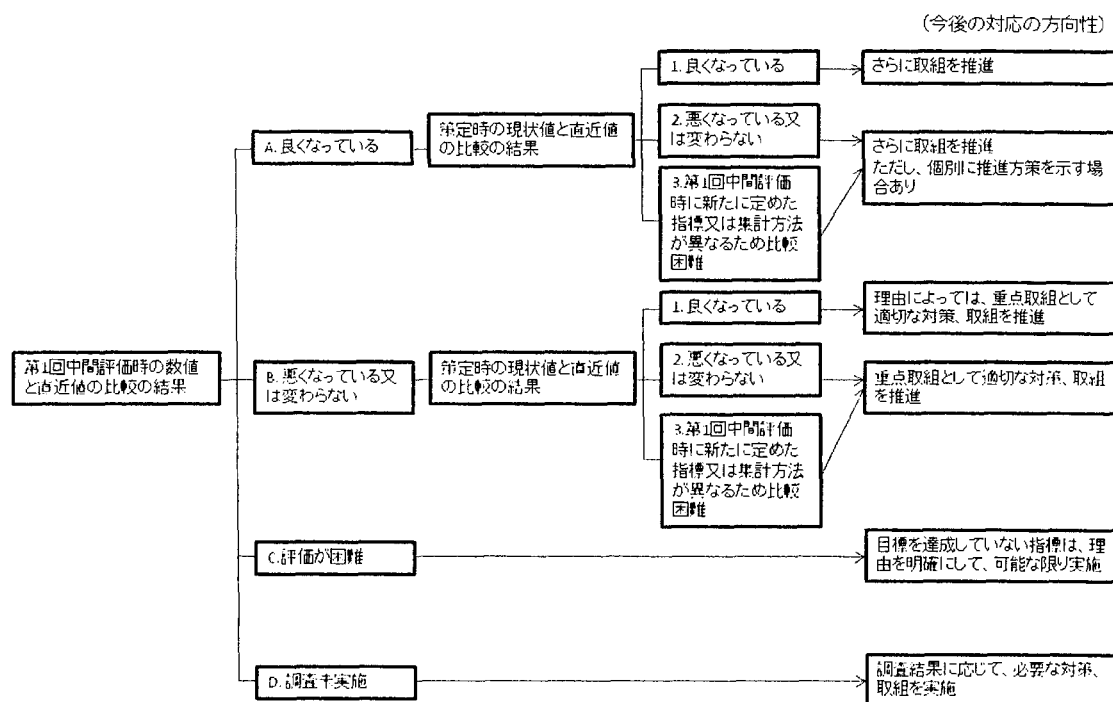 (今後の対応の方向性)
1. 良くなっている
さらに取組を推進
A. 良くなっている
策定時の現状値と直近値
の比較の結果
2. 悪くなっている又
は変わらない
さらに取組を推進
ただし、個別に推進方策を示す場
合あり
3.第1回中間評価
時に新たに定めた
指標又は集計方法
が異なるため比較
困難
第1回中間評価時の数値
と直近値の比較の結果
B. 悪くなっている又
は変わらない
策定時の現状値と直近値
の比較の結果
1. 良くなっている
理由によっては、重点取組として
適切な対策、取組を推進
2. 悪くなっている又
は変わらない
重点取組として適切な対策、取組
を推進
3.第1回中間評価
時に新たに定めた
指標又は集計方法
が異なるため比較
困難
C.評価が困難
目標を達成していない指標は、理
由を明確にして、可能な限り実施
D. 調査未実施
調査結果に応じて、必要な対策、
取組を実施